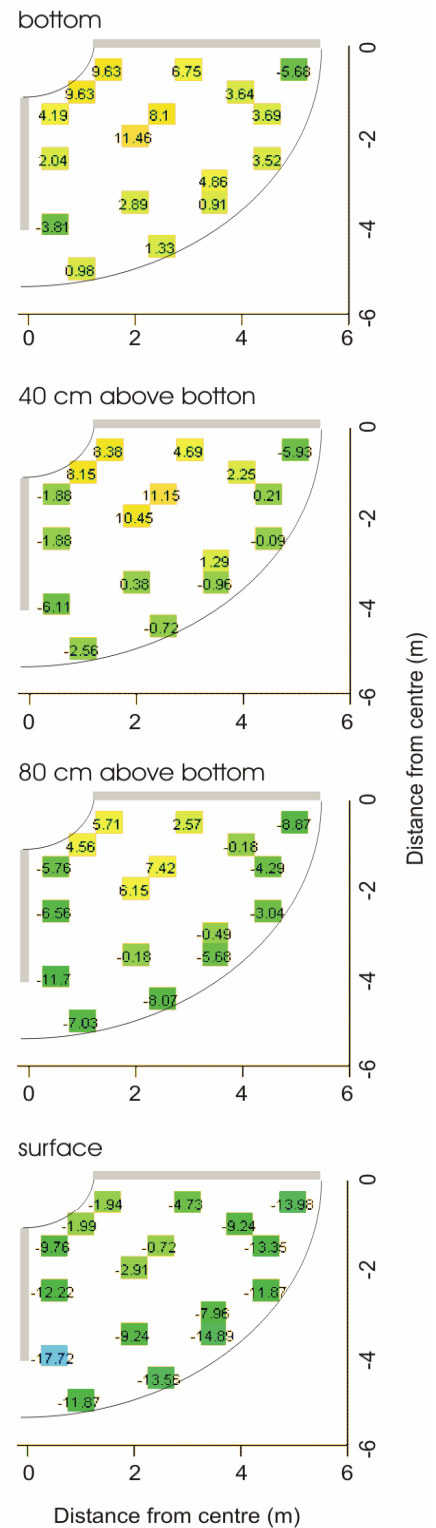 bottom
0
9.63 6.75 -5.68
9.63 3.64
4.19 8.1 3.69
11.46
-2
2.04 3.52
4.86
2.89 0.91
-3.81
-4
1.33
0.98
-6
0 2 4 6
40 cm above botton
0
8.38 4.69 -5.93
8.15 2.25
-1.88 11.15 0.21
10.45
-2
-1.88 -0.09
1.29
0.38 -0.96
-6.11
-4
-0.72
-2.56
-6
0 2 4 6
Distance from centre (m)
80 cm above bottom
0
5.71 2.57 -8.87
4.56 -0.18
-5.76 7.42 -4.29
6.15
-2
-6.56 -3.04
-0.49
-0.18 -5.68
-11.7
-4
-8.07
-7.03
-6
0 2 4 6
surface
0
-1.94 -4.73 -13.98
-1.99 -9.24
-9.76 -0.72 -13.35
-2.91
-2
-12.22 -11.87
-7.96
-9.24 -14.89
-17.72
-4
-13.56
-11.87
-6
0 2 4 6
Distance from centre (m)